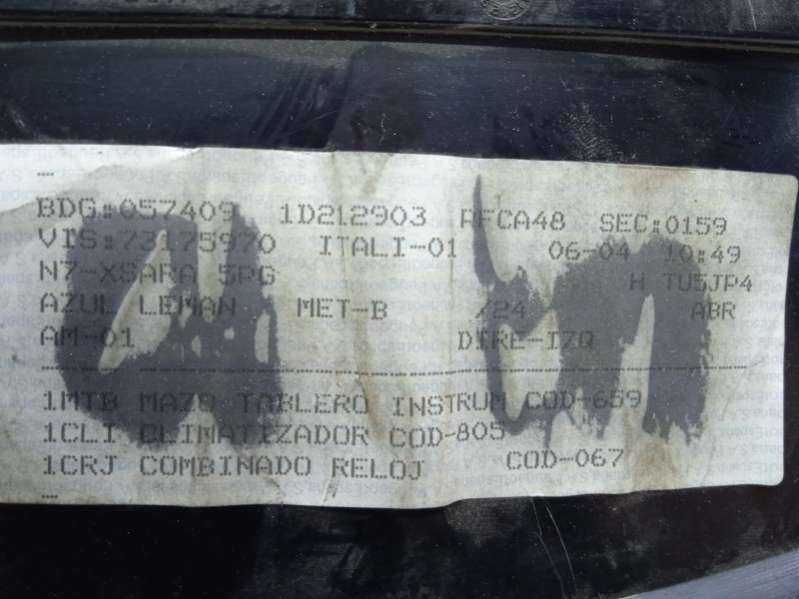 BDG:057409 1D2L2903 RFCA48 SEC:0159
VIS:73175970 ITALI-01 06-04 10:49
N7-XSARA 5PG H TU5JP4
AZUL LEMAN MET-B /24 ABR
AM-01 DIRE-IZQ
1MTB MAZO TABLERO INSTRUM COD-659
1CLI CLIMATIZADOR COD-805
1CRJ COMBINADO RELOJ COD-067